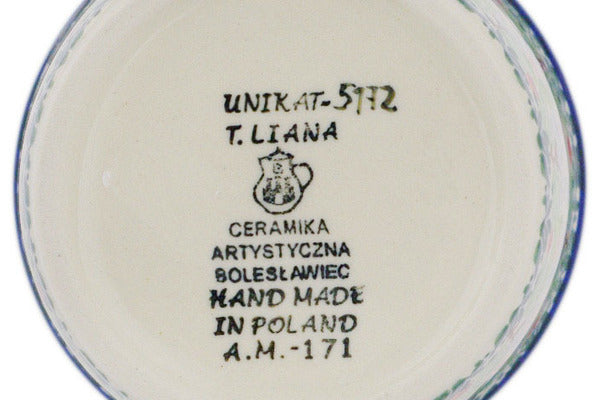 UNIKAT-5972
T. LIANA
CERAMIKA
ARTYSTYCZNA
BOLESŁAWIEC
HAND MADE
IN POLAND
A.M.-171